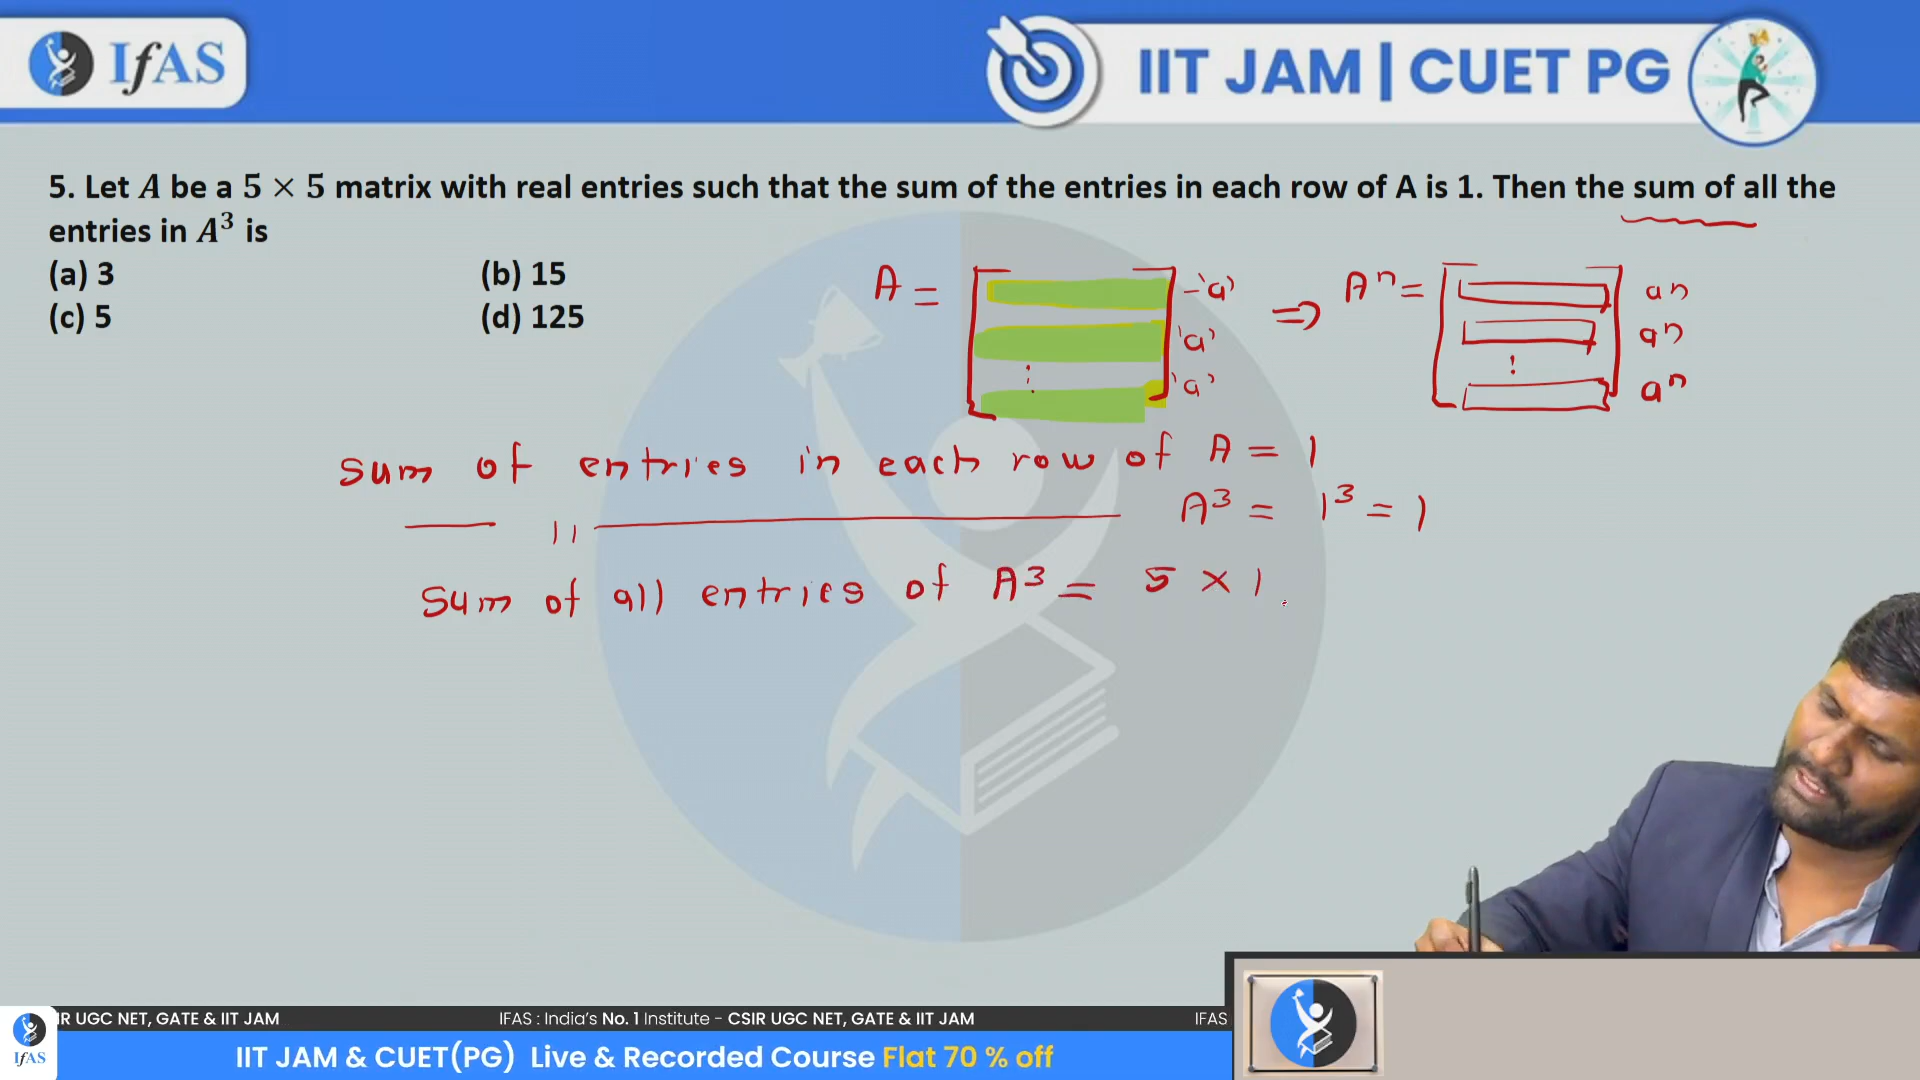 IfAS
IIT JAM | CUET PG
5. Let A be a 5 × 5 matrix with real entries such that the sum of the entries in each row of A is 1. Then the sum of all the
entries in A³ is
(a) 3 (b) 15
(c) 5 (d) 125
A = -'a' ⇒ Aⁿ = aⁿ
'a' aⁿ
⋮ ⋮
'a' aⁿ
sum of entries in each row of A = 1
—— 11 —— A³ = 1³ = 1
sum of all entries of A³ = 5 × 1
IR UGC NET, GATE & IIT JAM IFAS : India's No. 1 Institute - CSIR UGC NET, GATE & IIT JAM IFAS
IfAS
IIT JAM & CUET(PG) Live & Recorded Course Flat 70 % off